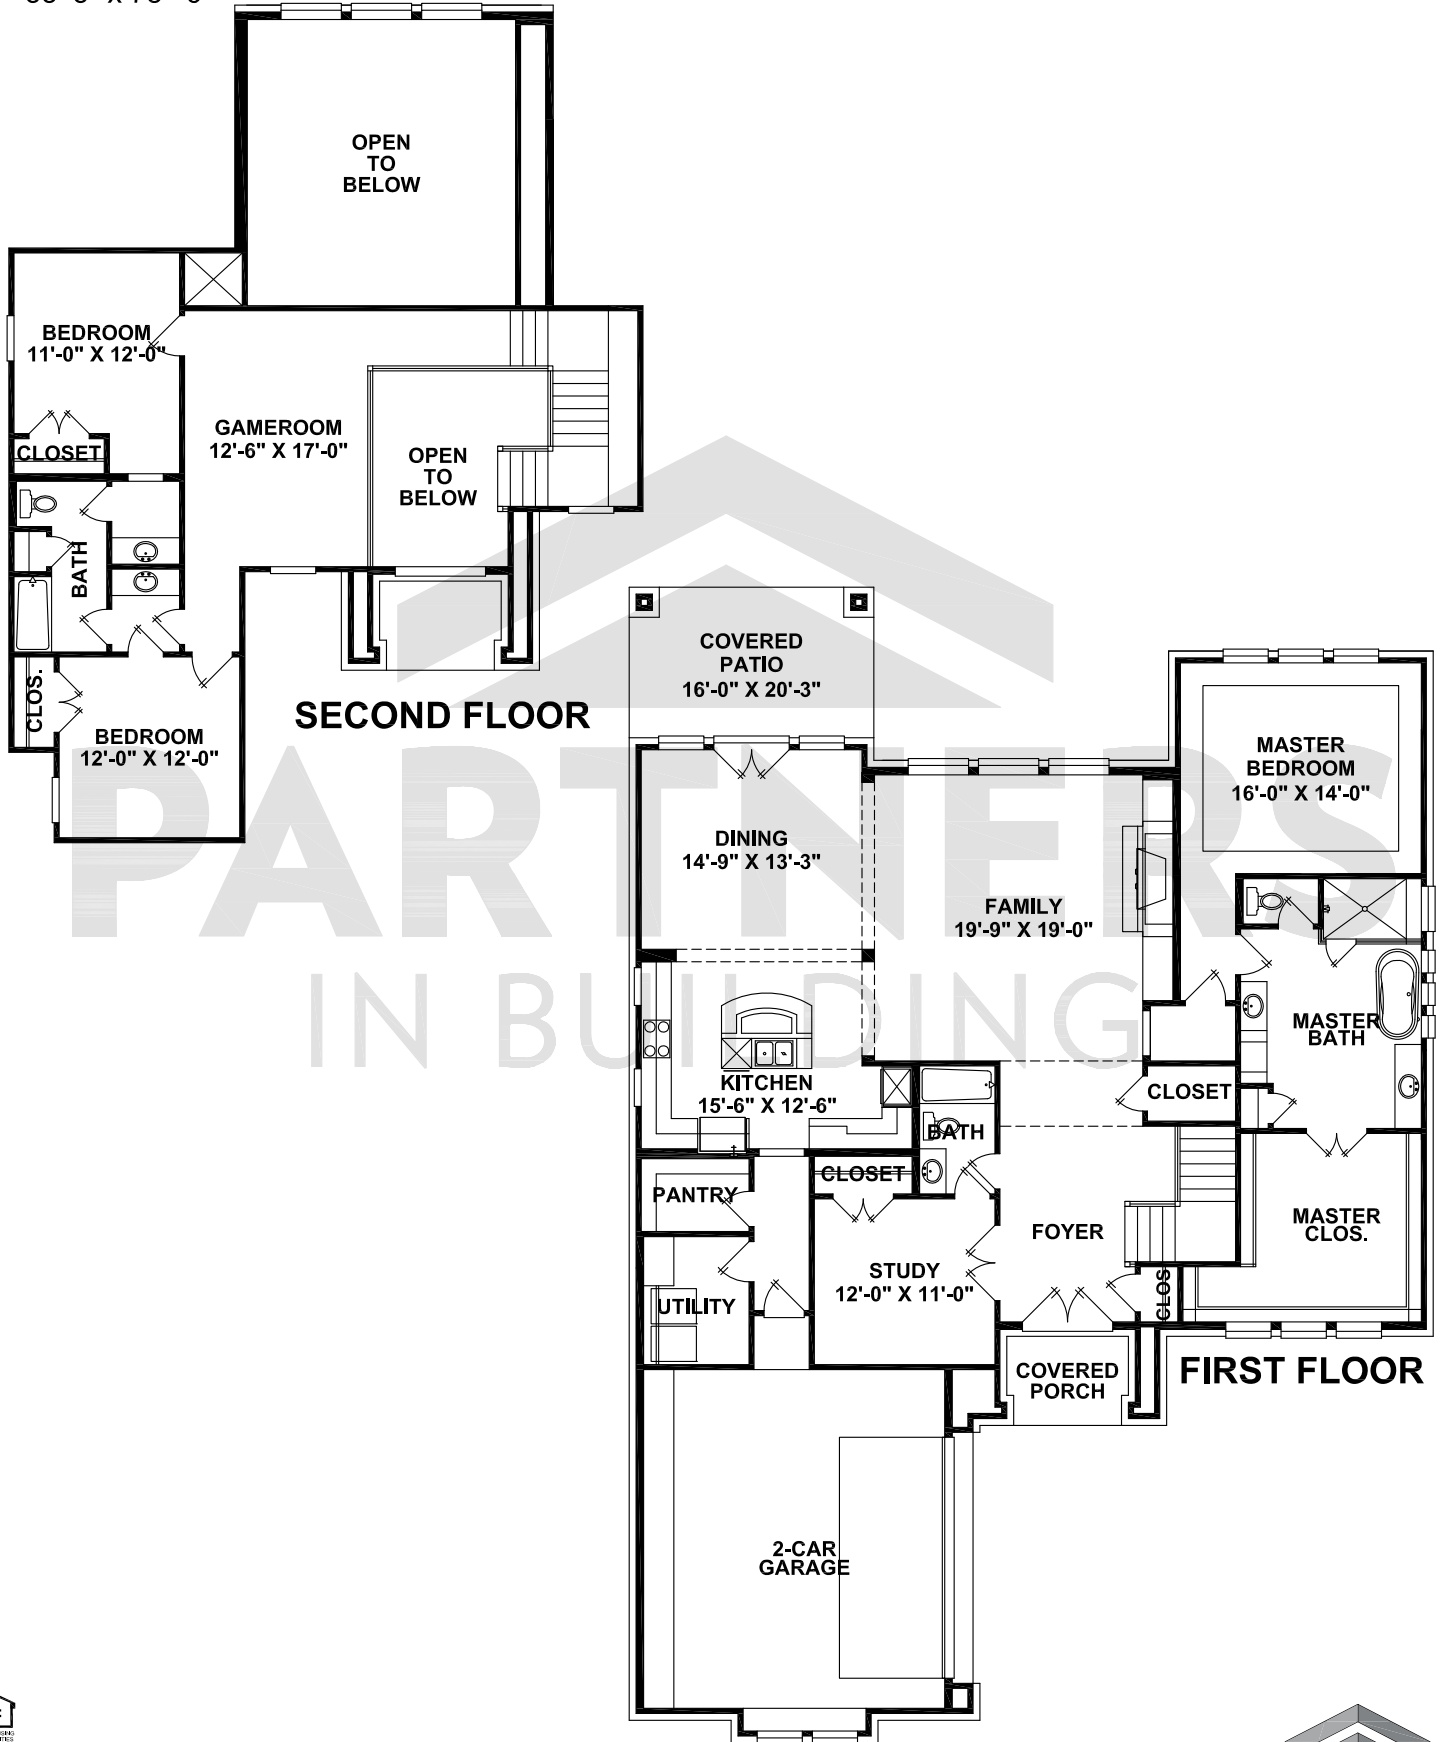 OPEN
TO
BELOW
BEDROOM
11'-0" X 12'-0"
GAMEROOM
12'-6" X 17'-0"
CLOSET
OPEN
TO
BELOW
BATH
CLOS.
BEDROOM
12'-0" X 12'-0"
SECOND FLOOR
COVERED
PATIO
16'-0" X 20'-3"
MASTER
BEDROOM
16'-0" X 14'-0"
DINING
14'-9" X 13'-3"
FAMILY
19'-9" X 19'-0"
PARTNERS
IN BUILDING
MASTER
BATH
KITCHEN
15'-6" X 12'-6"
CLOSET
BATH
CLOSET
PANTRY
MASTER
CLOS.
FOYER
STUDY
12'-0" X 11'-0"
CLOS
UTILITY
COVERED
PORCH
FIRST FLOOR
2-CAR
GARAGE